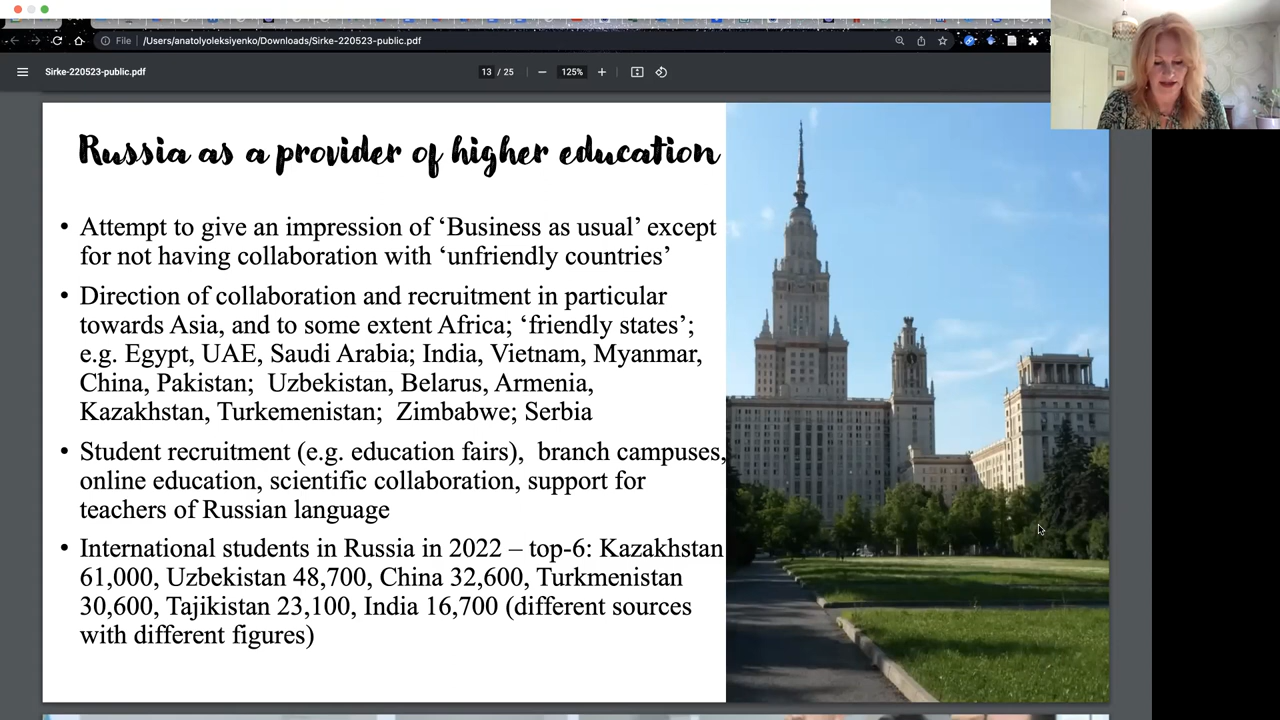 File
/Users/anatolyoleksiyenko/Downloads/Sirke-220523-public.pdf
Sirke-220523-public.pdf
13 / 25
125%
Russia as a provider of higher education
• Attempt to give an impression of ‘Business as usual’ except
for not having collaboration with ‘unfriendly countries’
• Direction of collaboration and recruitment in particular
towards Asia, and to some extent Africa; ‘friendly states’;
e.g. Egypt, UAE, Saudi Arabia; India, Vietnam, Myanmar,
China, Pakistan; Uzbekistan, Belarus, Armenia,
Kazakhstan, Turkemenistan; Zimbabwe; Serbia
• Student recruitment (e.g. education fairs), branch campuses,
online education, scientific collaboration, support for
teachers of Russian language
• International students in Russia in 2022 – top-6: Kazakhstan
61,000, Uzbekistan 48,700, China 32,600, Turkmenistan
30,600, Tajikistan 23,100, India 16,700 (different sources
with different figures)